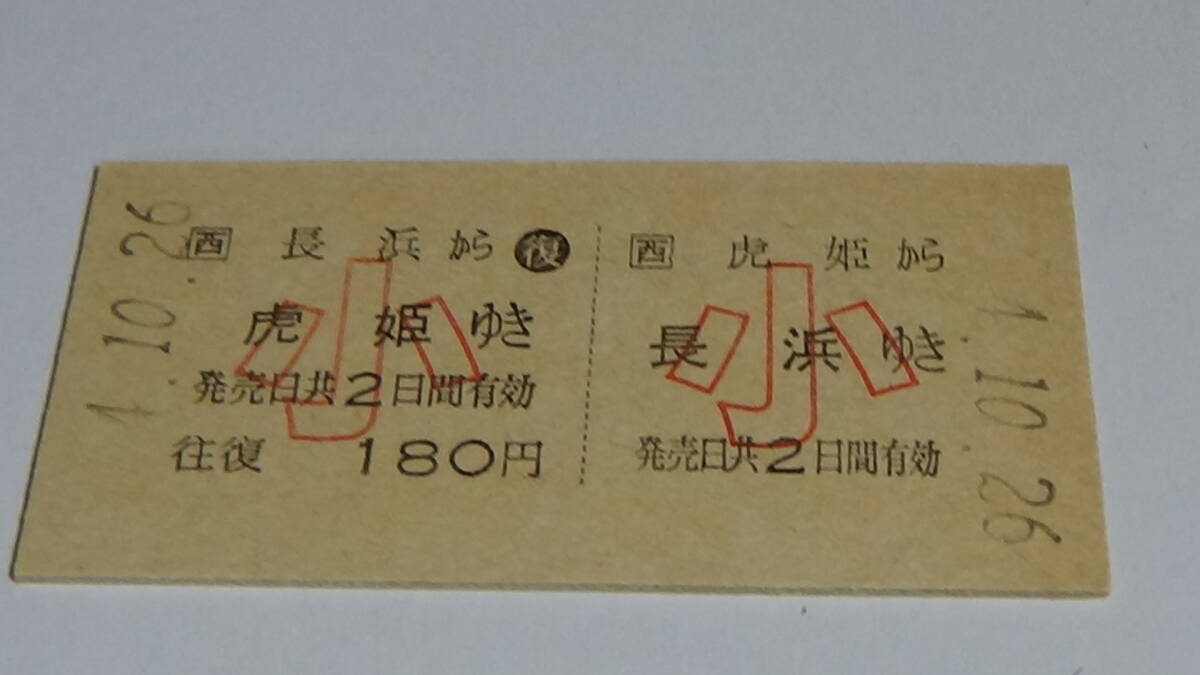 4.10.26
西 長浜から 復
虎姫ゆき
小
発売日共2日間有効
往復 180円
西 虎姫から
長浜ゆき
小
発売日共2日間有効
4.10.26